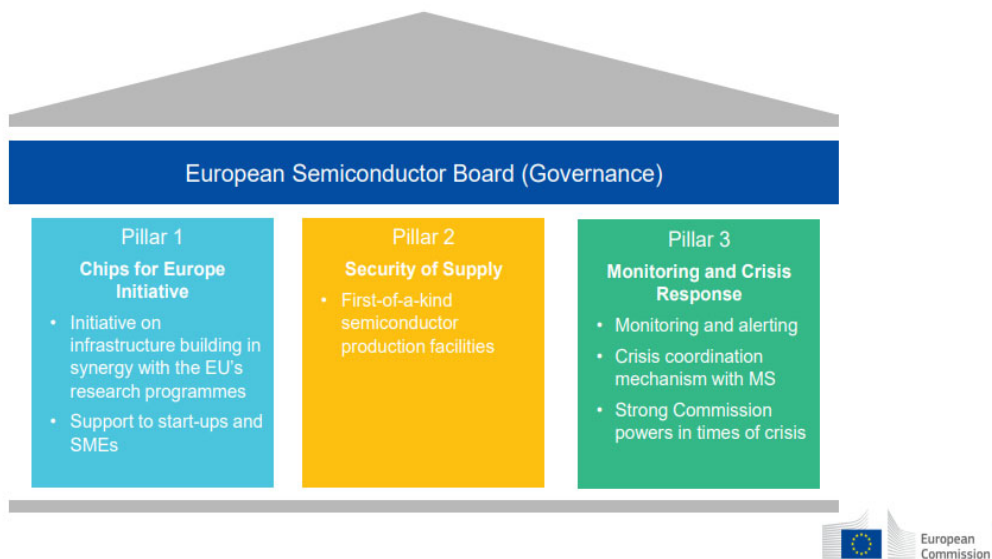 European Semiconductor Board (Governance)
Pillar 1
Chips for Europe
Initiative
• Initiative on
infrastructure building in
synergy with the EU's
research programmes
• Support to start-ups and
SMEs
Pillar 2
Security of Supply
• First-of-a-kind
semiconductor
production facilities
Pillar 3
Monitoring and Crisis
Response
• Monitoring and alerting
• Crisis coordination
mechanism with MS
• Strong Commission
powers in times of crisis
European
Commission